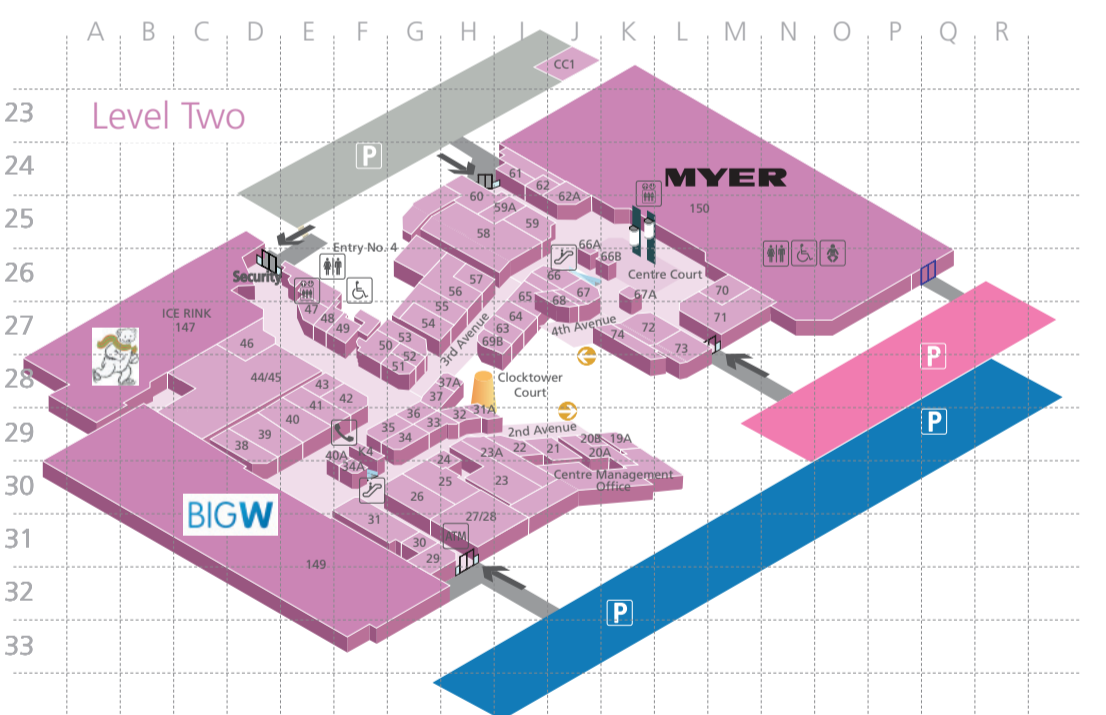 A B C D E F G H I J K L M N O P Q R
CC1
23
Level Two
24
P
61
62
MYER
60
62A
150
25
59A
59
58
Entry No. 4
66A
66B
26
Security
Centre Court
57
66
56
65
67
67A
70
47
55
68
ICE RINK
147
48
64
71
27
49
54
63
4th Avenue
72
74
53
50
46
69B
73
3rd Avenue
52
51
P
28
44/45
43
37A
Clocktower
Court
42
37
41
36
32
31A
P
40
35
33
2nd Avenue
29
39
34
20B
19A
38
22
21
20A
23A
K4
40A
24
34A
Centre Management
Office
30
25
23
26
BIGW
31
27/28
31
ATM
30
29
149
32
P
33